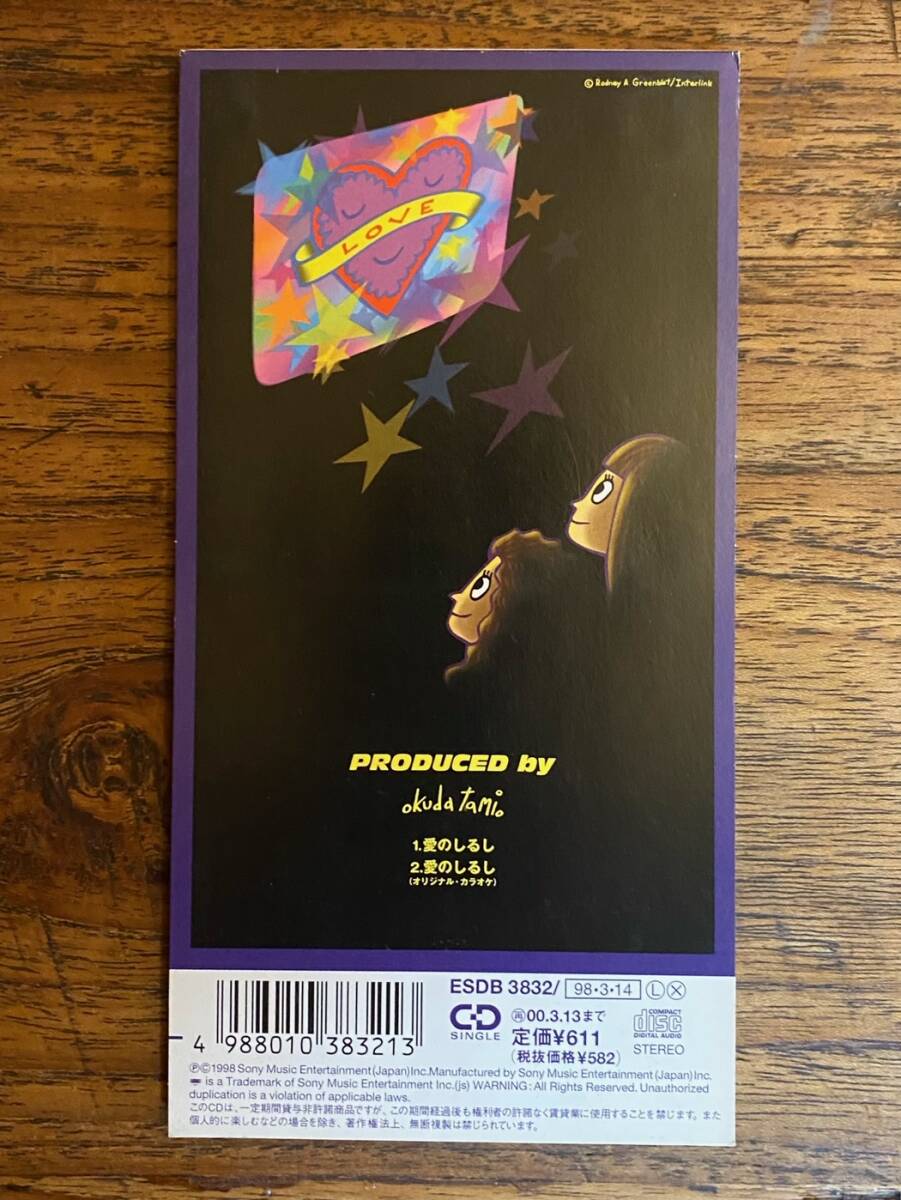 © Rodney A Greenblat/Interlink
LOVE
PRODUCED by
okuda tamio
1.愛のしるし
2.愛のしるし
(オリジナル・カラオケ)
ESDB 3832/ 98・3・14 Ⓛ Ⓧ
CD SINGLE
㊢00.3.13まで
定価¥611
(税抜価格¥582)
COMPACT disc DIGITAL AUDIO
STEREO
4 988010 383213
ⓅⒸ1998 Sony Music Entertainment(Japan)Inc.Manufactured by Sony Music Entertainment(Japan)Inc.
is a Trademark of Sony Music Entertainment Inc.(js) WARNING: All Rights Reserved. Unauthorized
duplication is a violation of applicable laws.
このCDは、一定期間貸与非許諾商品ですが、この期間経過後も権利者の許諾なく賃貸業に使用することを禁じます。また
個人的に楽しむなどの場合を除き、著作権法上、無断複製は禁じられています。